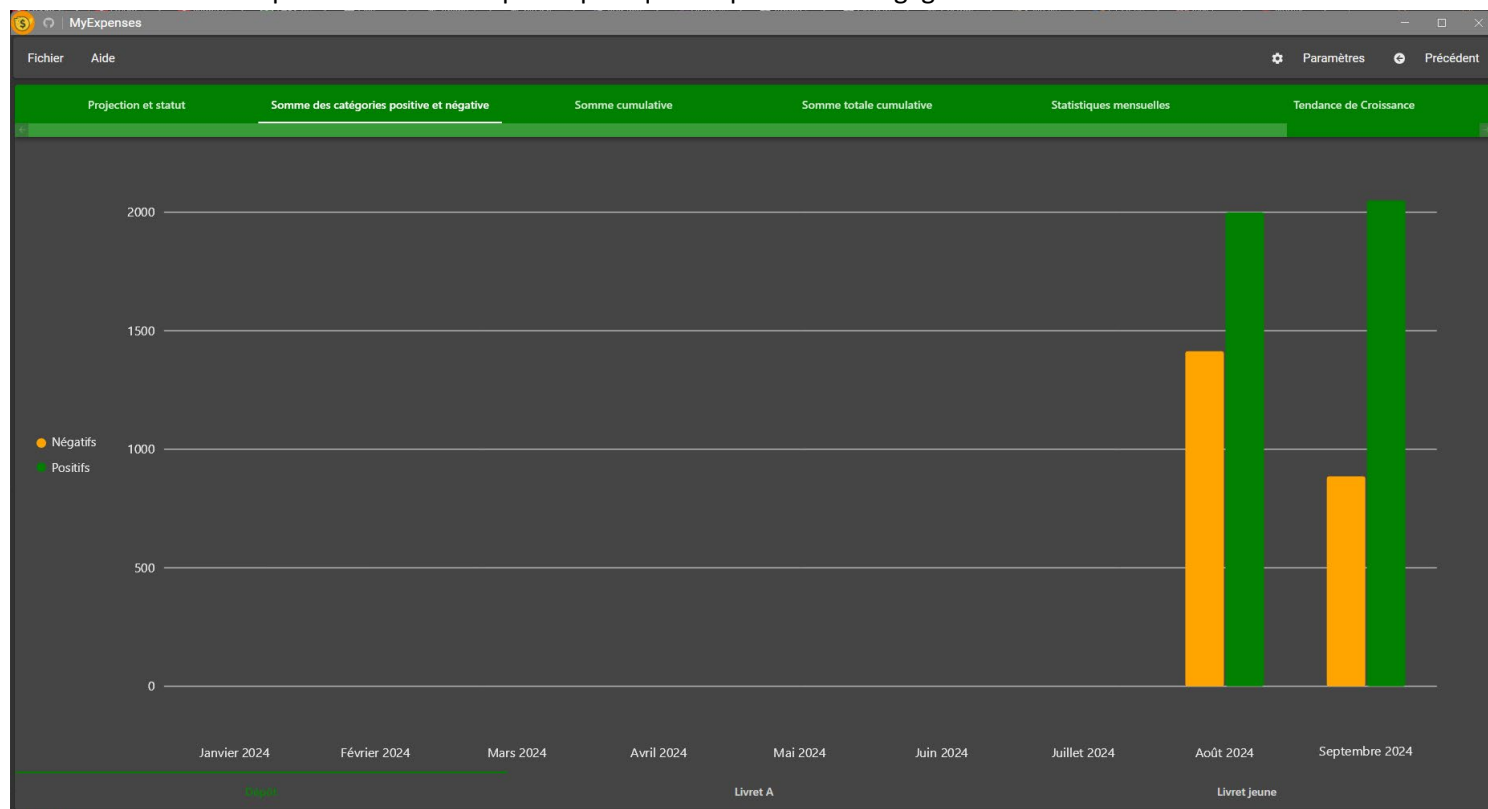 MyExpenses
Fichier Aide Paramètres Précédent
Projection et statut Somme des catégories positive et négative Somme cumulative Somme totale cumulative Statistiques mensuelles Tendance de Croissance
2000
1500
Négatifs
1000
Positifs
500
0
Janvier 2024 Février 2024 Mars 2024 Avril 2024 Mai 2024 Juin 2024 Juillet 2024 Août 2024 Septembre 2024
Dépôt Livret A Livret jeune